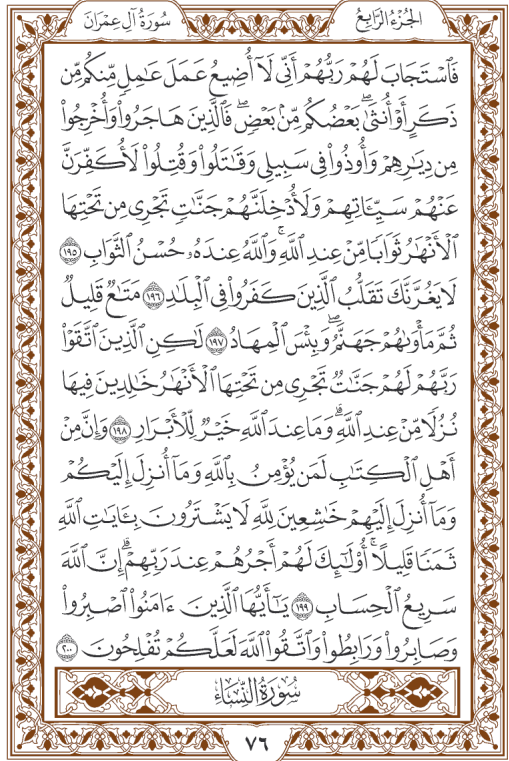 الجزء الرابع
سورة آل عمران
فَٱسْتَجَابَ لَهُمْ رَبُّهُمْ أَنِّي لَآ أُضِيعُ عَمَلَ عَٰمِلٖ مِّنكُم مِّن
ذَكَرٍ أَوْ أُنثَىٰۖ بَعْضُكُم مِّنۢ بَعْضٖۖ فَٱلَّذِينَ هَاجَرُواْ وَأُخْرِجُواْ
مِن دِيَٰرِهِمْ وَأُوذُواْ فِي سَبِيلِي وَقَٰتَلُواْ وَقُتِلُواْ لَأُكَفِّرَنَّ
عَنْهُمْ سَيِّـَٔاتِهِمْ وَلَأُدْخِلَنَّهُمْ جَنَّٰتٖ تَجْرِي مِن تَحْتِهَا
ٱلْأَنْهَٰرُ ثَوَابٗا مِّنْ عِندِ ٱللَّهِۚ وَٱللَّهُ عِندَهُۥ حُسْنُ ٱلثَّوَابِ ١٩٥
لَا يَغُرَّنَّكَ تَقَلُّبُ ٱلَّذِينَ كَفَرُواْ فِي ٱلْبِلَٰدِ ١٩٦ مَتَٰعٞ قَلِيلٞ
ثُمَّ مَأْوَىٰهُمْ جَهَنَّمُۖ وَبِئْسَ ٱلْمِهَادُ ١٩٧ لَٰكِنِ ٱلَّذِينَ ٱتَّقَوْاْ
رَبَّهُمْ لَهُمْ جَنَّٰتٞ تَجْرِي مِن تَحْتِهَا ٱلْأَنْهَٰرُ خَٰلِدِينَ فِيهَا
نُزُلٗا مِّنْ عِندِ ٱللَّهِۗ وَمَا عِندَ ٱللَّهِ خَيْرٞ لِّلْأَبْرَارِ ١٩٨ وَإِنَّ مِنْ
أَهْلِ ٱلْكِتَٰبِ لَمَن يُؤْمِنُ بِٱللَّهِ وَمَآ أُنزِلَ إِلَيْكُمْ
وَمَآ أُنزِلَ إِلَيْهِمْ خَٰشِعِينَ لِلَّهِ لَا يَشْتَرُونَ بِـَٔايَٰتِ ٱللَّهِ
ثَمَنٗا قَلِيلًاۚ أُوْلَٰٓئِكَ لَهُمْ أَجْرُهُمْ عِندَ رَبِّهِمْۗ إِنَّ ٱللَّهَ
سَرِيعُ ٱلْحِسَابِ ١٩٩ يَٰٓأَيُّهَا ٱلَّذِينَ ءَامَنُواْ ٱصْبِرُواْ
وَصَابِرُواْ وَرَابِطُواْ وَٱتَّقُواْ ٱللَّهَ لَعَلَّكُمْ تُفْلِحُونَ ٢٠٠
سورة النساء
٧٦